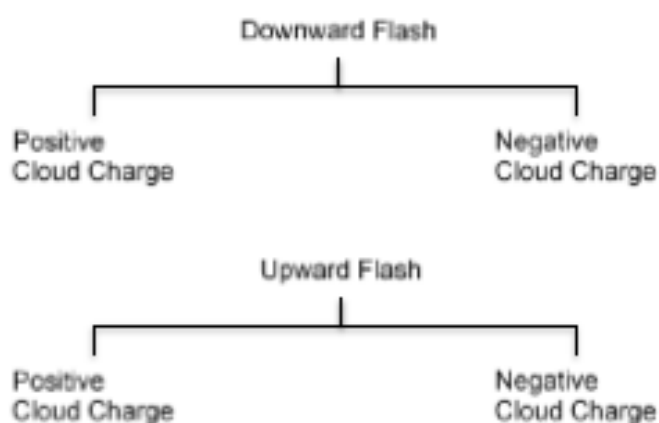 Downward Flash
Positive
Cloud Charge
Negative
Cloud Charge
Upward Flash
Positive
Cloud Charge
Negative
Cloud Charge